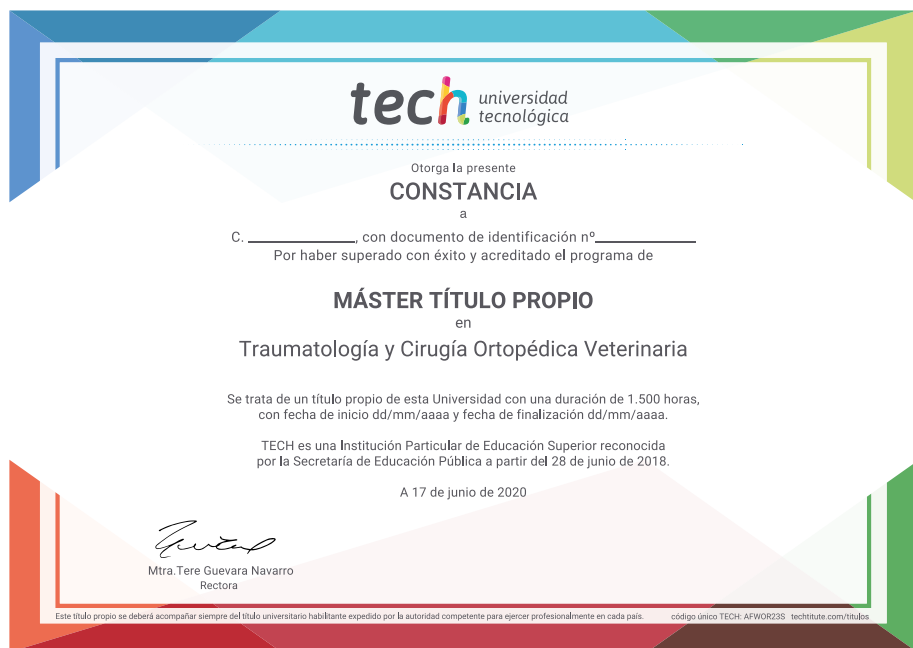 tech universidad
tecnológica
Otorga la presente
CONSTANCIA
a
C. ____________, con documento de identificación nº____________
Por haber superado con éxito y acreditado el programa de
MÁSTER TÍTULO PROPIO
en
Traumatología y Cirugía Ortopédica Veterinaria
Se trata de un título propio de esta Universidad con una duración de 1.500 horas,
con fecha de inicio dd/mm/aaaa y fecha de finalización dd/mm/aaaa.
TECH es una Institución Particular de Educación Superior reconocida
por la Secretaría de Educación Pública a partir del 28 de junio de 2018.
A 17 de junio de 2020
Mtra.Tere Guevara Navarro
Rectora
Este título propio se deberá acompañar siempre del título universitario habilitante expedido por la autoridad competente para ejercer profesionalmente en cada país. código único TECH: AFWOR23S techtitute.com/titulos